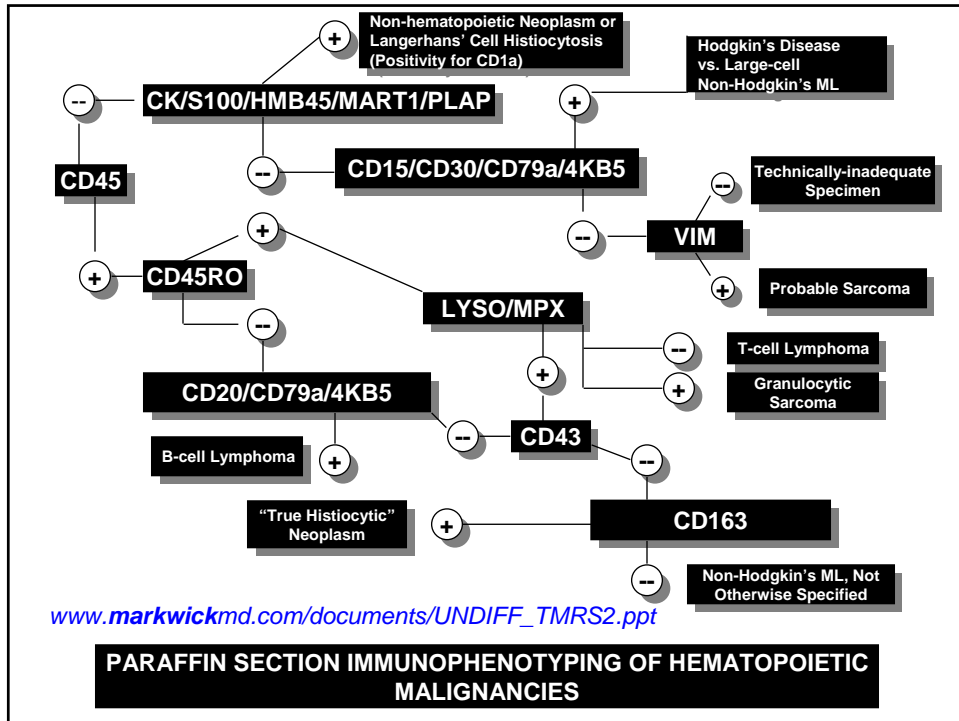 Non-hematopoietic Neoplasm or
Langerhans' Cell Histiocytosis
(Positivity for CD1a)
+
Hodgkin's Disease
vs. Large-cell
Non-Hodgkin's ML
--
CK/S100/HMB45/MART1/PLAP
+
CD45
--
CD15/CD30/CD79a/4KB5
--
Technically-inadequate
Specimen
--
VIM
+
Probable Sarcoma
+
+
CD45RO
LYSO/MPX
--
--
T-cell Lymphoma
+
+
Granulocytic
Sarcoma
CD20/CD79a/4KB5
--
CD43
B-cell Lymphoma
+
--
"True Histiocytic"
Neoplasm
+
CD163
--
Non-Hodgkin's ML, Not
Otherwise Specified
www.markwickmd.com/documents/UNDIFF_TMRS2.ppt
PARAFFIN SECTION IMMUNOPHENOTYPING OF HEMATOPOIETIC
MALIGNANCIES